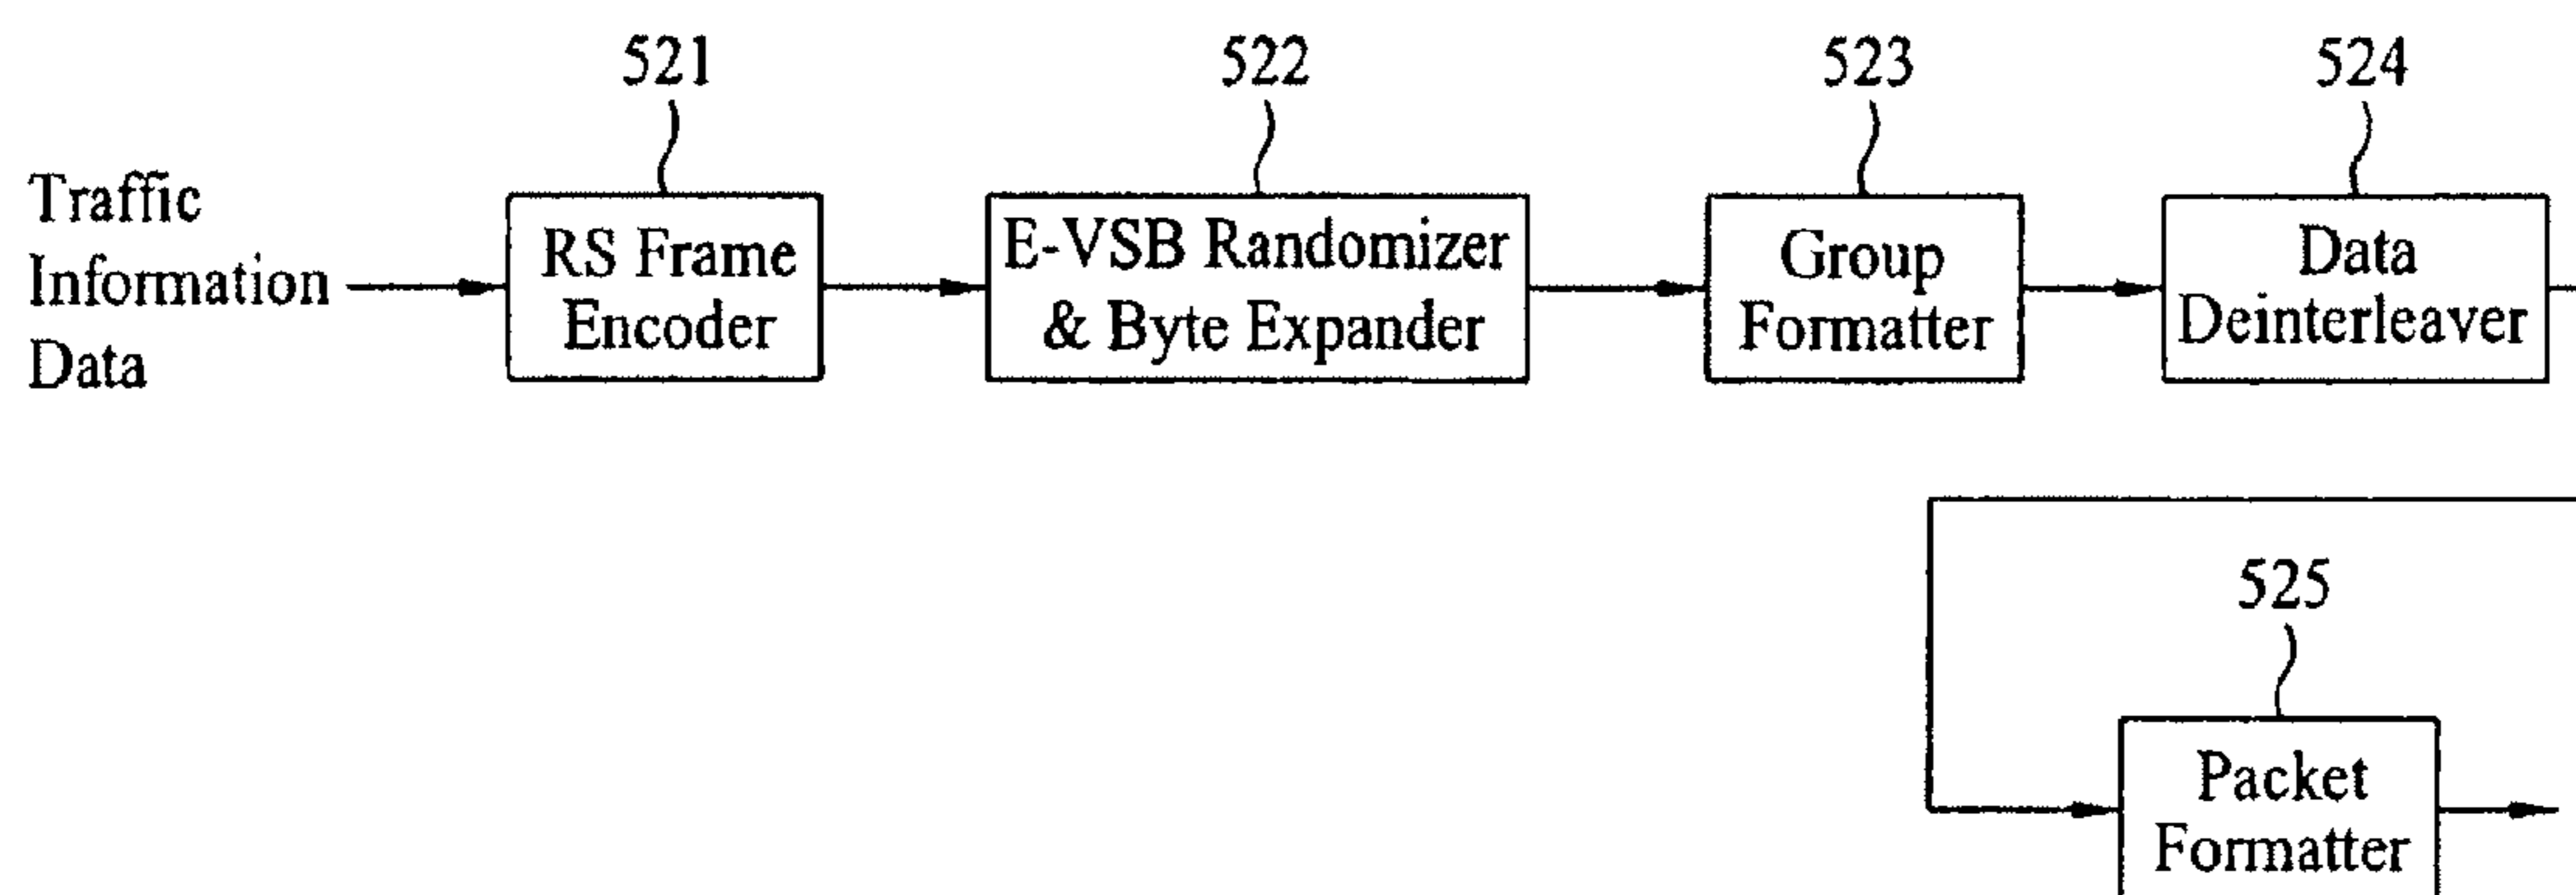 521
522
523
524
Traffic
Information
Data
RS Frame
Encoder
E-VSB Randomizer
& Byte Expander
Group
Formatter
Data
Deinterleaver
525
Packet
Formatter